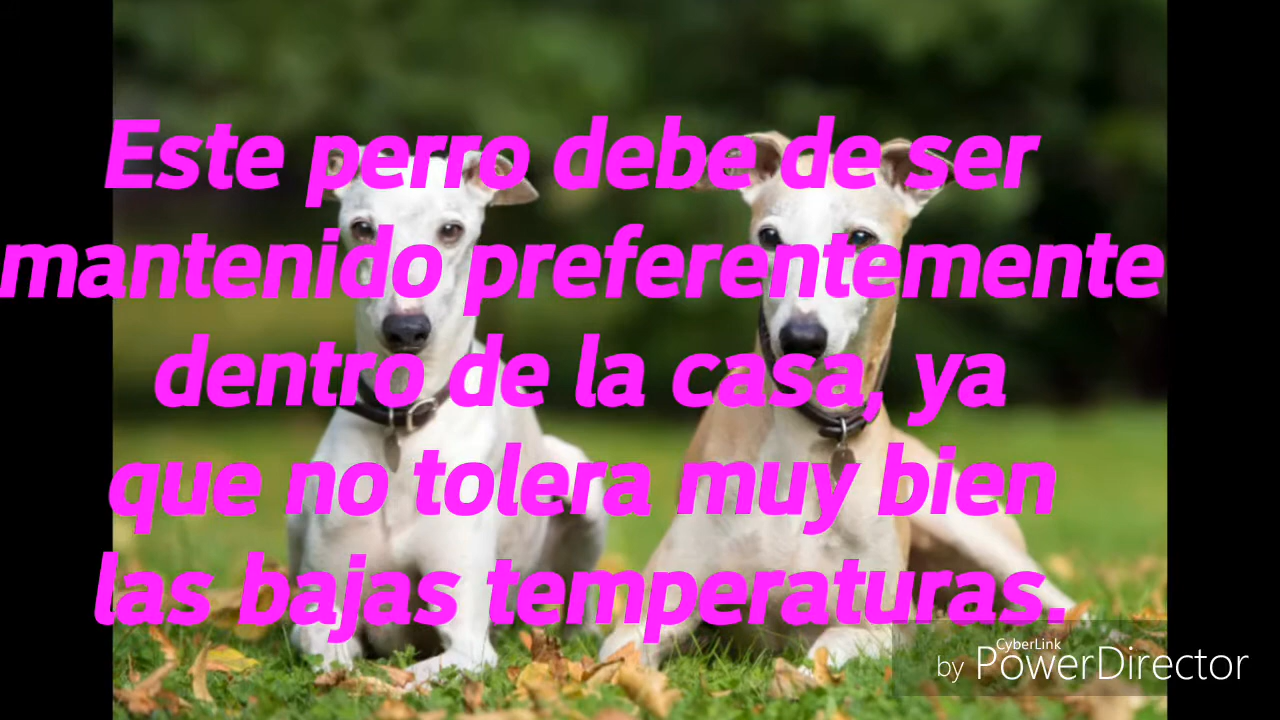 Este perro debe de ser
mantenido preferentemente
dentro de la casa, ya
que no tolera muy bien
las bajas temperaturas.
CyberLink
by PowerDirector